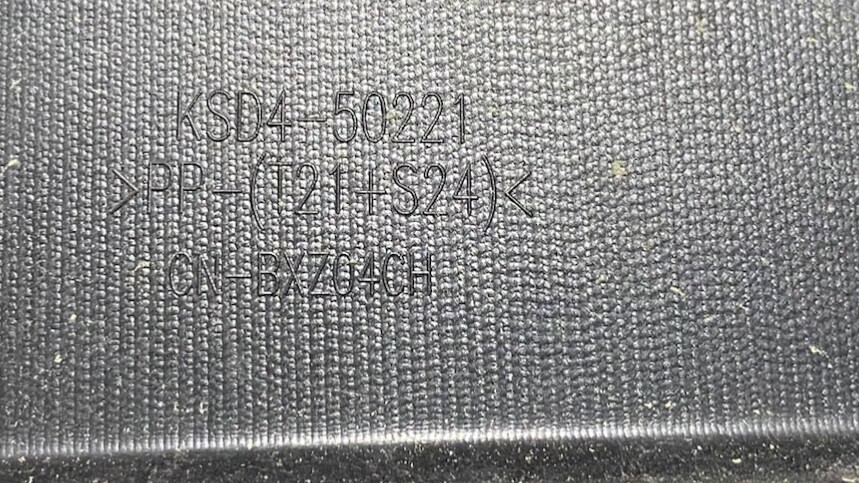 KSD4-50221
>PP-(T21+S24)<
CN-BXZ04CH